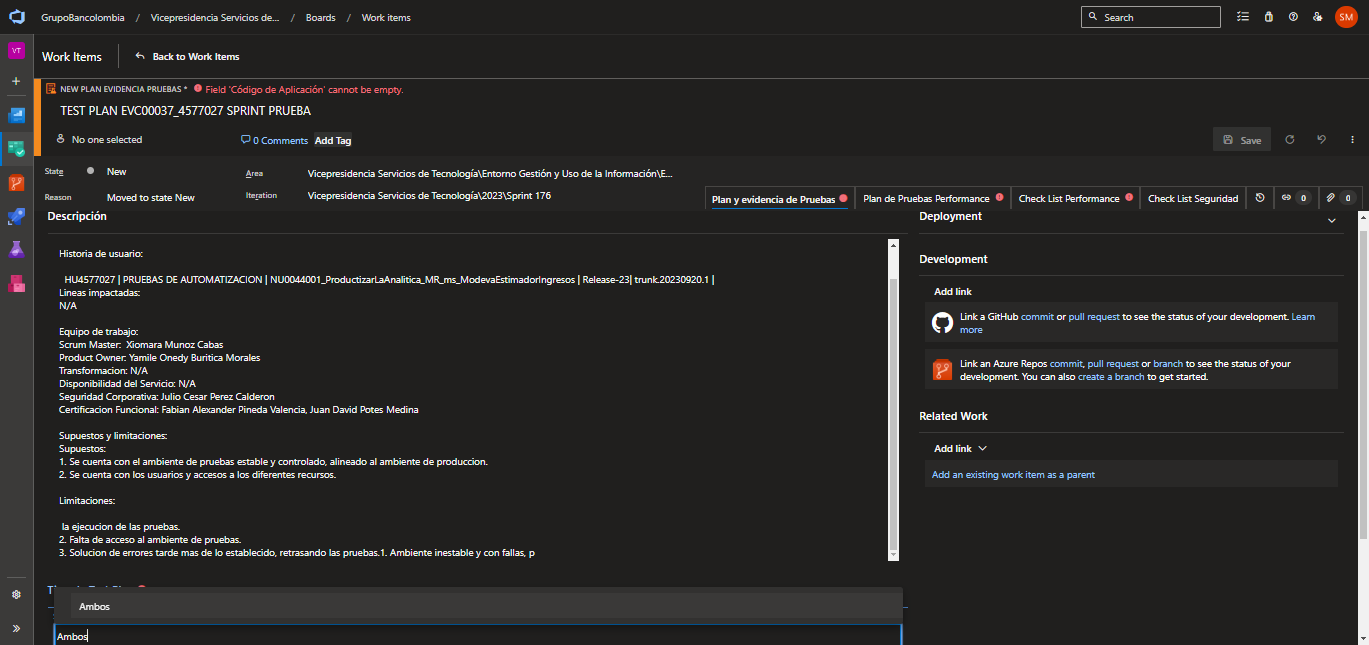 GrupoBancolombia / Vicepresidencia Servicios de... / Boards / Work items
Search
SM
VT
Work Items
Back to Work Items
NEW PLAN EVIDENCIA PRUEBAS * Field 'Código de Aplicación' cannot be empty.
TEST PLAN EVC00037_4577027 SPRINT PRUEBA
No one selected
0 Comments
Add Tag
Save
State
New
Area
Vicepresidencia Servicios de Tecnología\Entorno Gestión y Uso de la Información\E...
Reason
Moved to state New
Iteration
Vicepresidencia Servicios de Tecnología\2023\Sprint 176
Plan y evidencia de Pruebas
Plan de Pruebas Performance
Check List Performance
Check List Seguridad
0
0
Descripción
Historia de usuario:
HU4577027 | PRUEBAS DE AUTOMATIZACION | NU0044001_ProductizarLaAnalitica_MR_ms_ModevaEstimadorIngresos | Release-23| trunk.20230920.1 |
Lineas impactadas:
N/A
Equipo de trabajo:
Scrum Master: Xiomara Munoz Cabas
Product Owner: Yamile Onedy Buritica Morales
Transformacion: N/A
Disponibilidad del Servicio: N/A
Seguridad Corporativa: Julio Cesar Perez Calderon
Certificacion Funcional: Fabian Alexander Pineda Valencia, Juan David Potes Medina
Supuestos y limitaciones:
Supuestos:
1. Se cuenta con el ambiente de pruebas estable y controlado, alineado al ambiente de produccion.
2. Se cuenta con los usuarios y accesos a los diferentes recursos.
Limitaciones:
la ejecucion de las pruebas.
2. Falta de acceso al ambiente de pruebas.
3. Solucion de errores tarde mas de lo establecido, retrasando las pruebas.1. Ambiente inestable y con fallas, p
Ambos
Ambos
Deployment
Development
Add link
Link a GitHub commit or pull request to see the status of your development. Learn
more
Link an Azure Repos commit, pull request or branch to see the status of your
development. You can also create a branch to get started.
Related Work
Add link
Add an existing work item as a parent